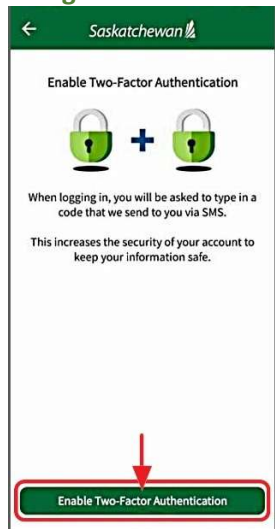 Saskatchewan
Enable Two-Factor Authentication
When logging in, you will be asked to type in a
code that we send to you via SMS.
This increases the security of your account to
keep your information safe.
Enable Two-Factor Authentication